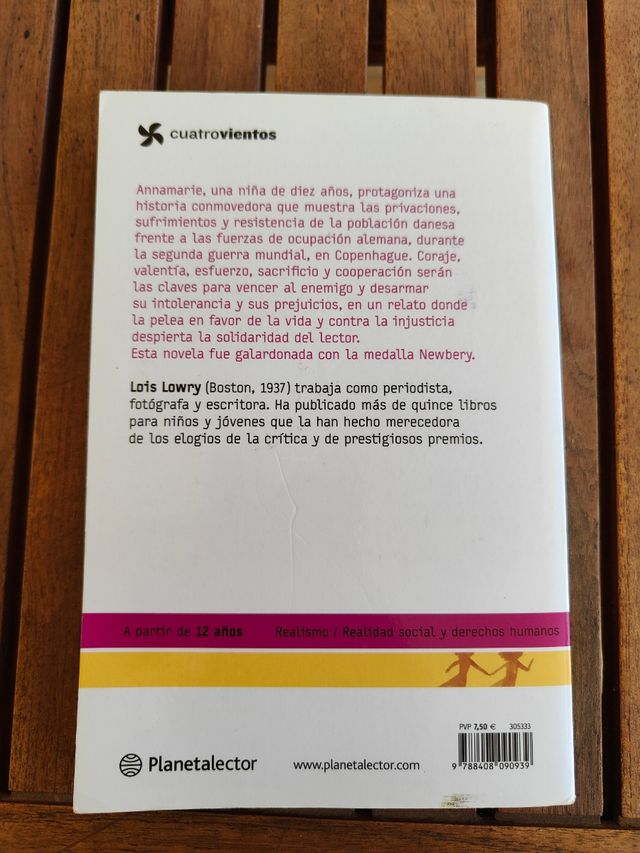 cuatrovientos
Annamarie, una niña de diez años, protagoniza una
historia conmovedora que muestra las privaciones,
sufrimientos y resistencia de la población danesa
frente a las fuerzas de ocupación alemana, durante
la segunda guerra mundial, en Copenhague. Coraje,
valentía, esfuerzo, sacrificio y cooperación serán
las claves para vencer al enemigo y desarmar
su intolerancia y sus prejuicios, en un relato donde
la pelea en favor de la vida y contra la injusticia
despierta la solidaridad del lector.
Esta novela fue galardonada con la medalla Newbery.
Lois Lowry (Boston, 1937) trabaja como periodista,
fotógrafa y escritora. Ha publicado más de quince libros
para niños y jóvenes que la han hecho merecedora
de los elogios de la crítica y de prestigiosos premios.
A partir de 12 años Realismo / Realidad social y derechos humanos
PVP 7,50 € 305333
Planetalector www.planetalector.com
9 788408 090939